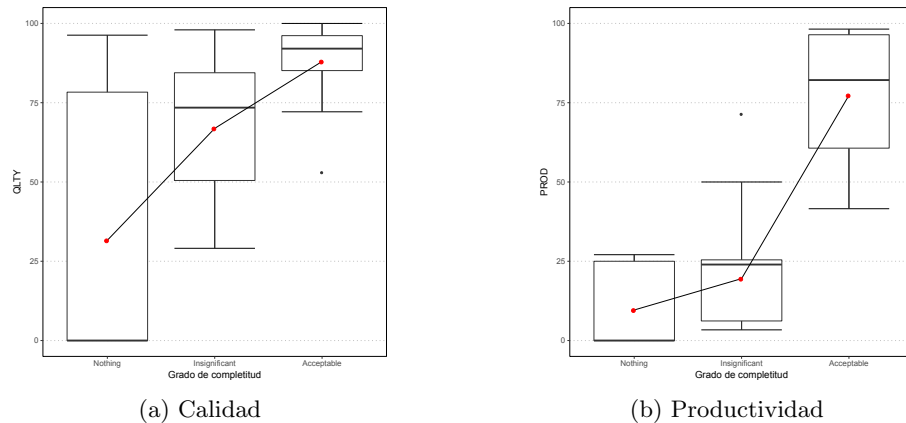 100
75
50
25
0
QLTY
Nothing Insignificant Acceptable
Grado de completitud
(a) Calidad
100
75
50
25
0
PROD
Nothing Insignificant Acceptable
Grado de completitud
(b) Productividad